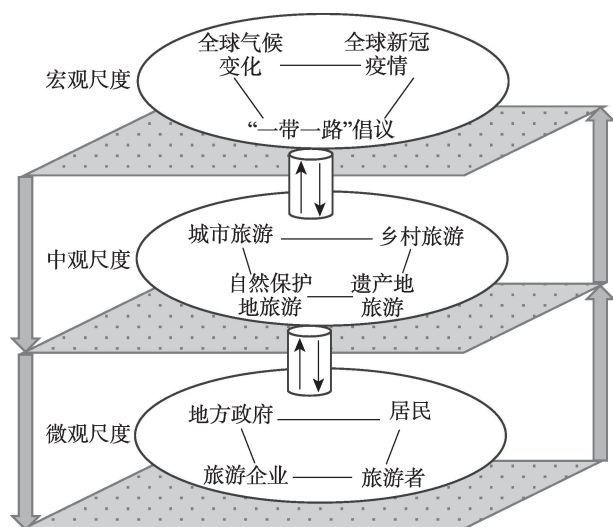 全球气候
变化
全球新冠
疫情
宏观尺度
“一带一路”倡议
城市旅游
乡村旅游
中观尺度
自然保护
地旅游
遗产地
旅游
地方政府
居民
微观尺度
旅游企业
旅游者